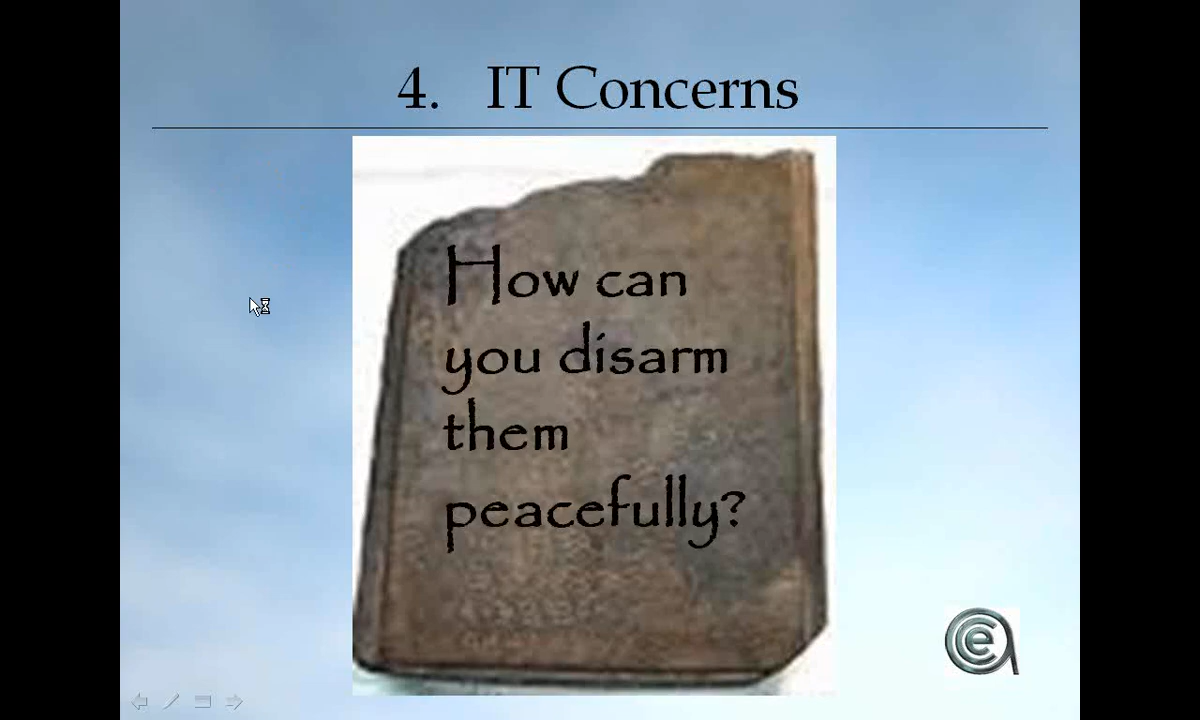 4. IT Concerns
How can
you disarm
them
peacefully?